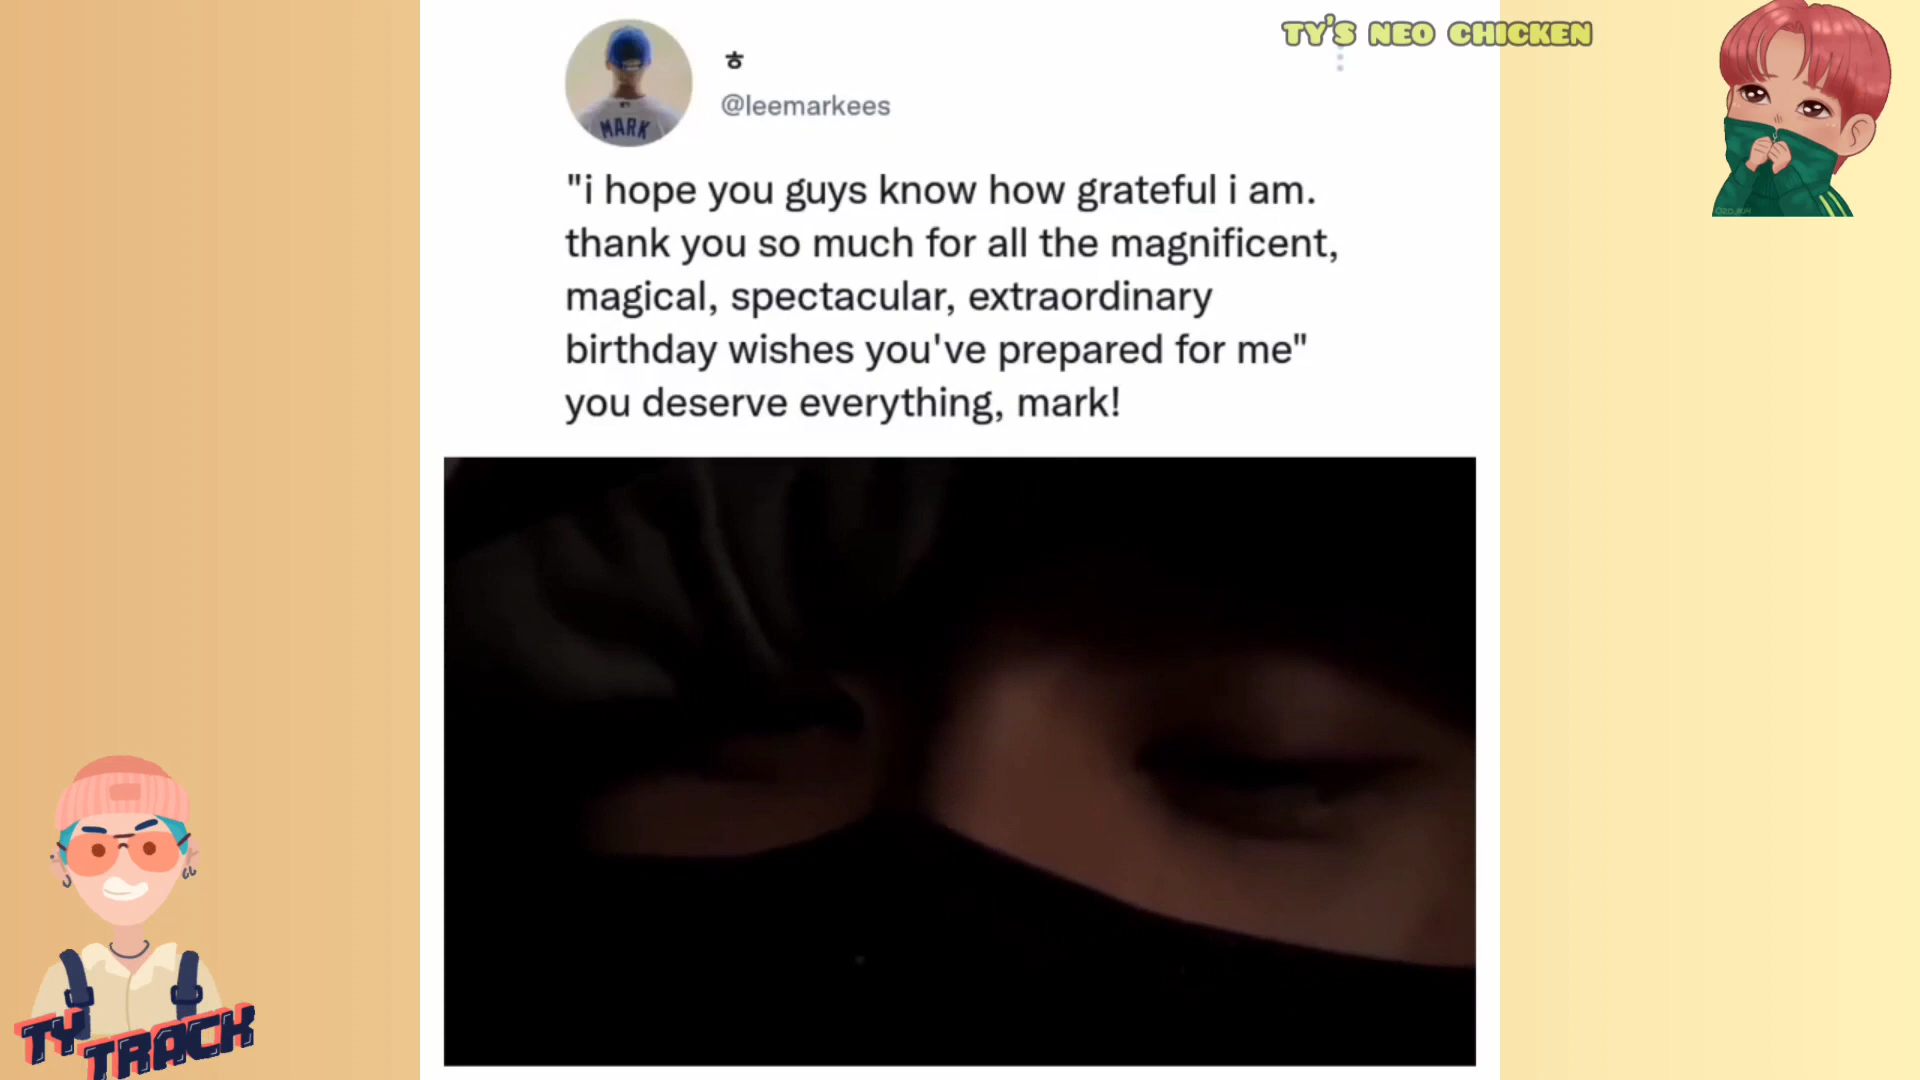 TY'S NEO CHICKEN
ㅎ
@leemarkees
MARK
"i hope you guys know how grateful i am.
thank you so much for all the magnificent,
magical, spectacular, extraordinary
birthday wishes you've prepared for me"
you deserve everything, mark!
TY
TRACK